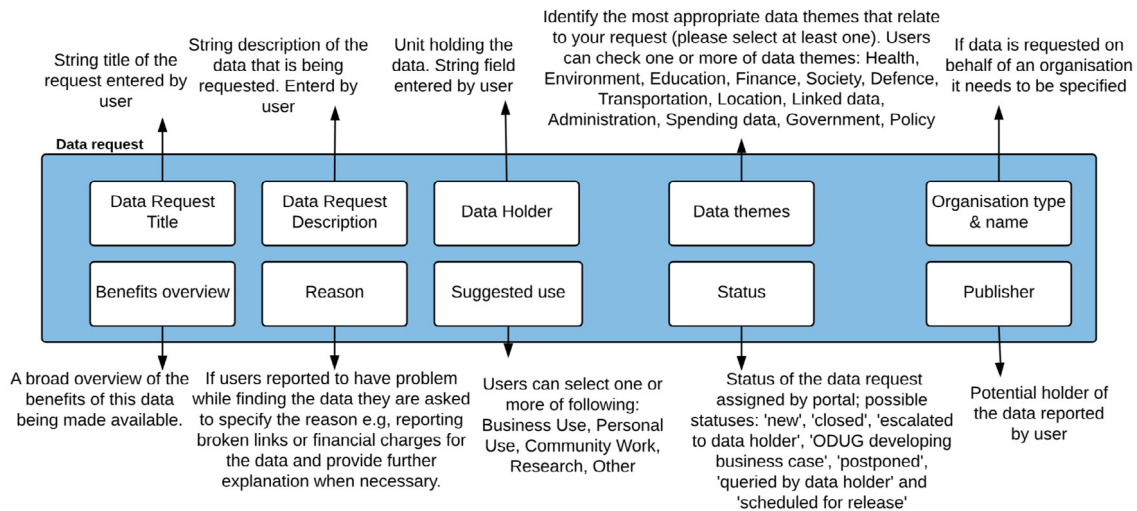 String title of the
request entered by
user
String description of the
data that is being
requested. Enterd by
user
Unit holding the
data. String field
entered by user
Identify the most appropriate data themes that relate
to your request (please select at least one). Users
can check one or more of data themes: Health,
Environment, Education, Finance, Society, Defence,
Transportation, Location, Linked data,
Administration, Spending data, Government, Policy
If data is requested on
behalf of an organisation
it needs to be specified
Data request
Data Request
Title
Data Request
Description
Data Holder
Data themes
Organisation type
& name
Benefits overview
Reason
Suggested use
Status
Publisher
A broad overview of the
benefits of this data
being made available.
If users reported to have problem
while finding the data they are asked
to specify the reason e.g, reporting
broken links or financial charges for
the data and provide further
explanation when necessary.
Users can select one or
more of following:
Business Use, Personal
Use, Community Work,
Research, Other
Status of the data request
assigned by portal; possible
statuses: 'new', 'closed', 'escalated
to data holder', 'ODUG developing
business case', 'postponed',
'queried by data holder' and
'scheduled for release'
Potential holder of
the data reported
by user